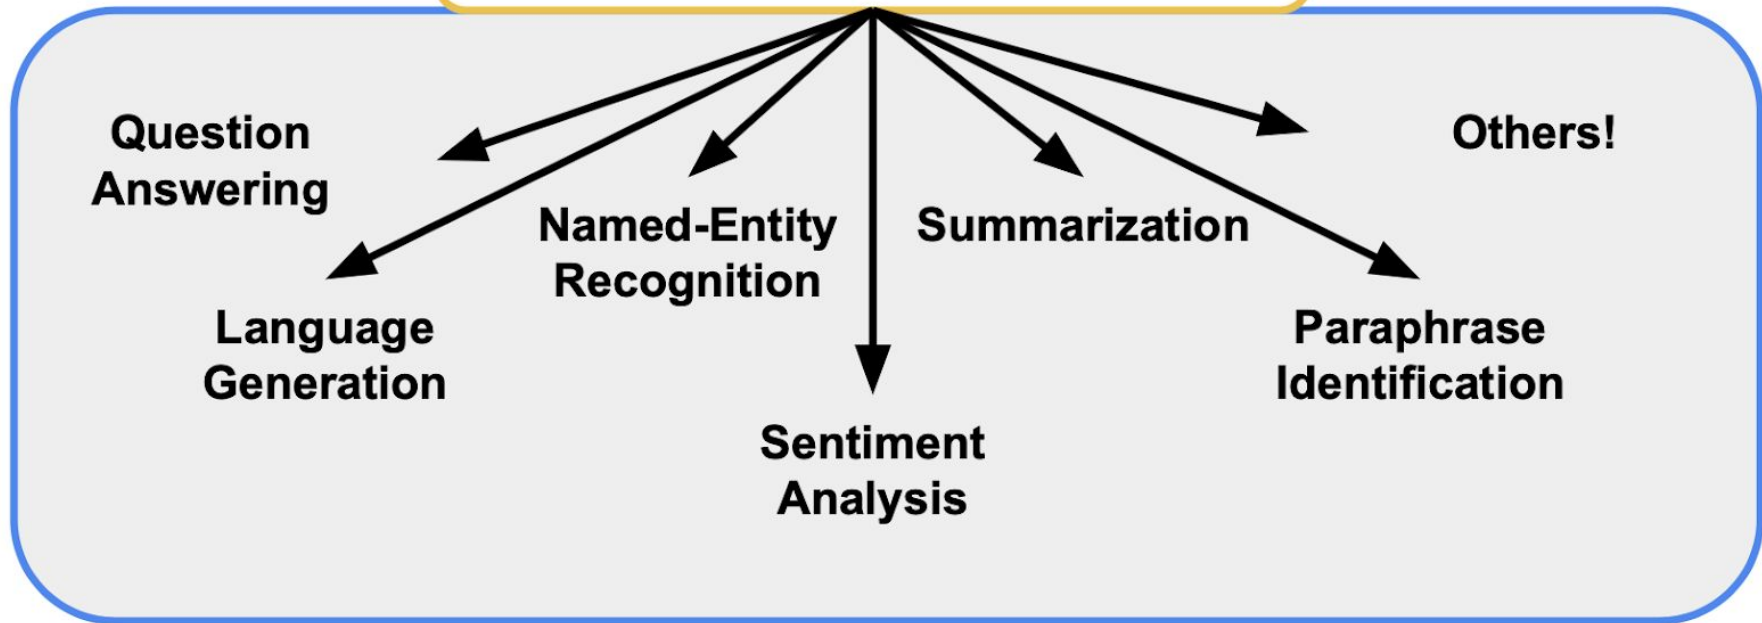 Question
Answering
Language
Generation
Named-Entity
Recognition
Sentiment
Analysis
Summarization
Paraphrase
Identification
Others!